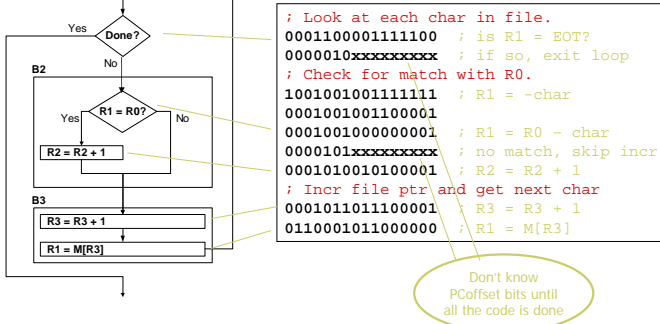 Yes
Done?
No
B2
R1 = R0?
Yes
No
R2 = R2 + 1
B3
R3 = R3 + 1
R1 = M[R3]
; Look at each char in file.
0001100001111100 ; is R1 = EOT?
0000010xxxxxxxxx ; if so, exit loop
; Check for match with R0.
1001001001111111 ; R1 = -char
0001001001100001
0001001000000001 ; R1 = R0 - char
0000101xxxxxxxxx ; no match, skip incr
0001010010100001 ; R2 = R2 + 1
; Incr file ptr and get next char
0001011011100001 ; R3 = R3 + 1
0110001011000000 ; R1 = M[R3]
Don't know
PCoffset bits until
all the code is done